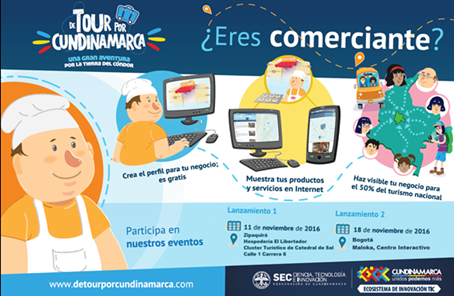 DE TOUR POR
CUNDINAMARCA
UNA GRAN AVENTURA
POR LA TIERRA DEL CÓNDOR
¿Eres comerciante?
Crea el perfil para tu negocio;
es gratis
Muestra tus productos
y servicios en Internet
Haz visible tu negocio para
el 50% del turismo nacional
Participa en
nuestros eventos
Lanzamiento 1
11 de noviembre de 2016
Zipaquirá
Hospedería El Libertador
Cluster Turístico de Catedral de Sal
Calle 1 Carrera 6
Lanzamiento 2
18 de noviembre de 2016
Bogotá
Maloka, Centro Interactivo
www.detourporcundinamarca.com
SEC CIENCIA, TECNOLOGÍA
E INNOVACIÓN
CUNDINAMARCA
unidos podemos más
ECOSISTEMA DE INNOVACIÓN TIC